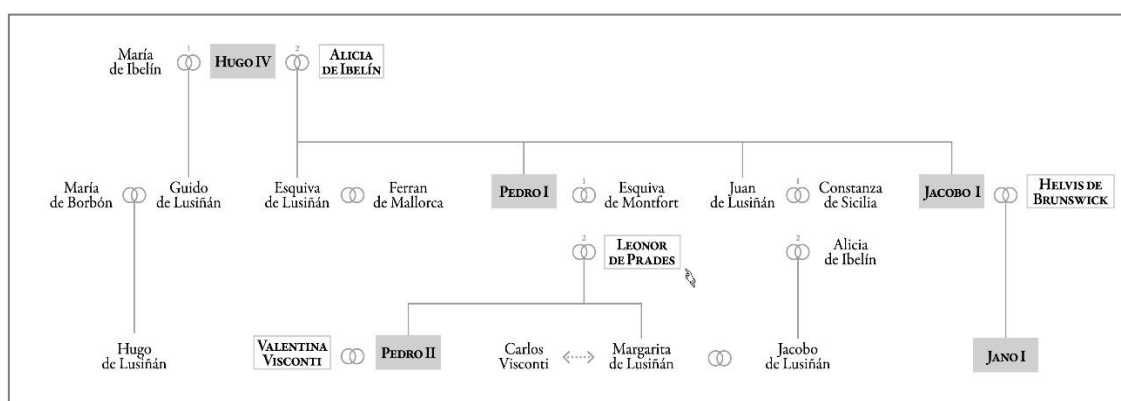 1
2
María
de Ibelín
HUGO IV
ALICIA
DE IBELÍN
María
de Borbón
Guido
de Lusiñán
Esquiva
de Lusiñán
Ferran
de Mallorca
PEDRO I
1
Esquiva
de Montfort
Juan
de Lusiñán
1
Constanza
de Sicilia
JACOBO I
HELVIS DE
BRUNSWICK
2
LEONOR
DE PRADES
2
Alicia
de Ibelín
Hugo
de Lusiñán
VALENTINA
VISCONTI
PEDRO II
Carlos
Visconti
Margarita
de Lusiñán
Jacobo
de Lusiñán
JANO I